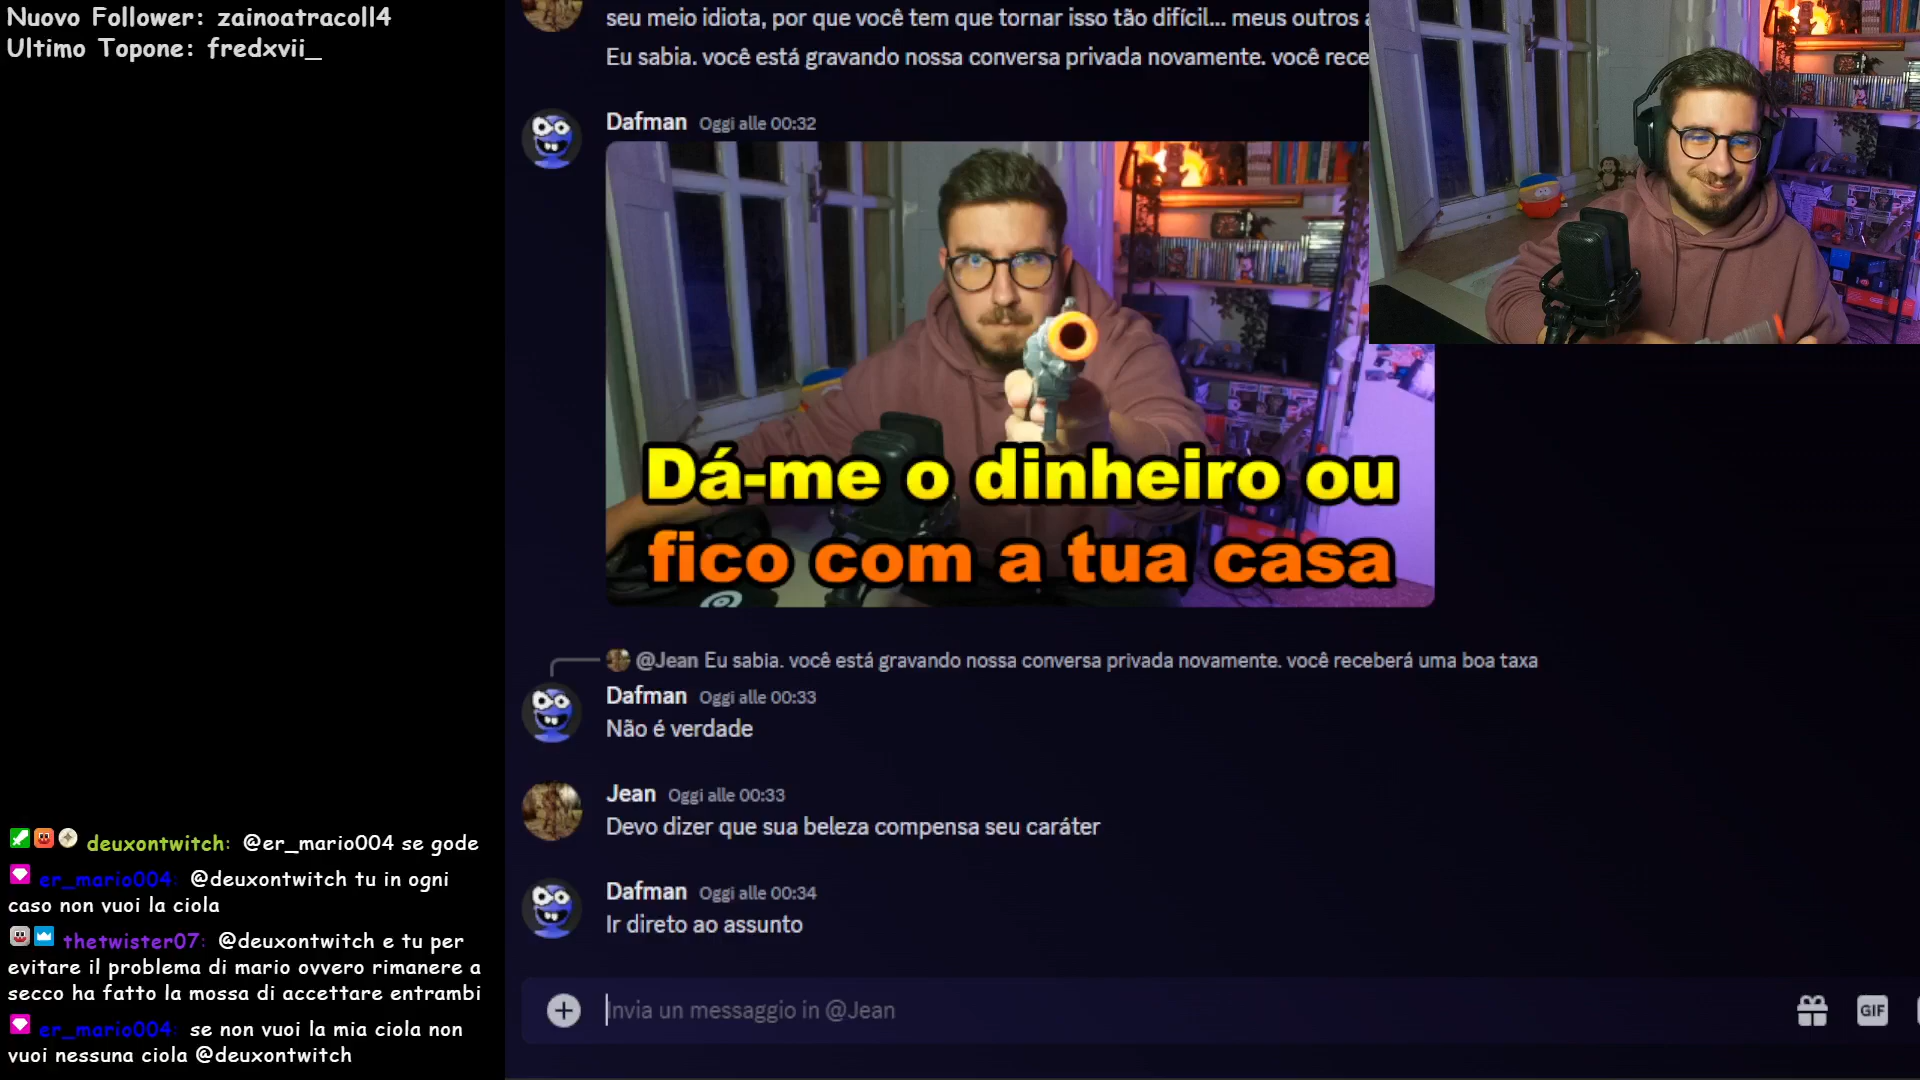 Nuovo Follower: zainoatracoll4
Ultimo Topone: fredxvii_
seu meio idiota, por que você tem que tornar isso tão difícil... meus outros
Eu sabia. você está gravando nossa conversa privada novamente. você rece
Dafman Oggi alle 00:32
Dá-me o dinheiro ou
fico com a tua casa
@Jean Eu sabia. você está gravando nossa conversa privada novamente. você receberá uma boa taxa
Dafman Oggi alle 00:33
Não é verdade
Jean Oggi alle 00:33
Devo dizer que sua beleza compensa seu caráter
Dafman Oggi alle 00:34
Ir direto ao assunto
Invia un messaggio in @Jean
GIF
deuxontwitch: @er_mario004 se gode
er_mario004: @deuxontwitch tu in ogni
caso non vuoi la ciola
thetwister07: @deuxontwitch e tu per
evitare il problema di mario ovvero rimanere a
secco ha fatto la mossa di accettare entrambi
er_mario004: se non vuoi la mia ciola non
vuoi nessuna ciola @deuxontwitch